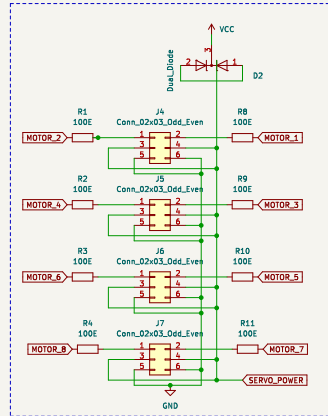 VCC
3
Dual_Diode
2
1
D2
R1
100E
J4
Conn_02x03_Odd_Even
R8
100E
MOTOR_2
1 2
MOTOR_1
3 4
5 6
R2
100E
J5
Conn_02x03_Odd_Even
R9
100E
MOTOR_4
1 2
MOTOR_3
3 4
5 6
R3
100E
J6
Conn_02x03_Odd_Even
R10
100E
MOTOR_6
1 2
MOTOR_5
3 4
5 6
R4
100E
J7
Conn_02x03_Odd_Even
R11
100E
MOTOR_8
1 2
MOTOR_7
3 4
5 6
SERVO_POWER
GND